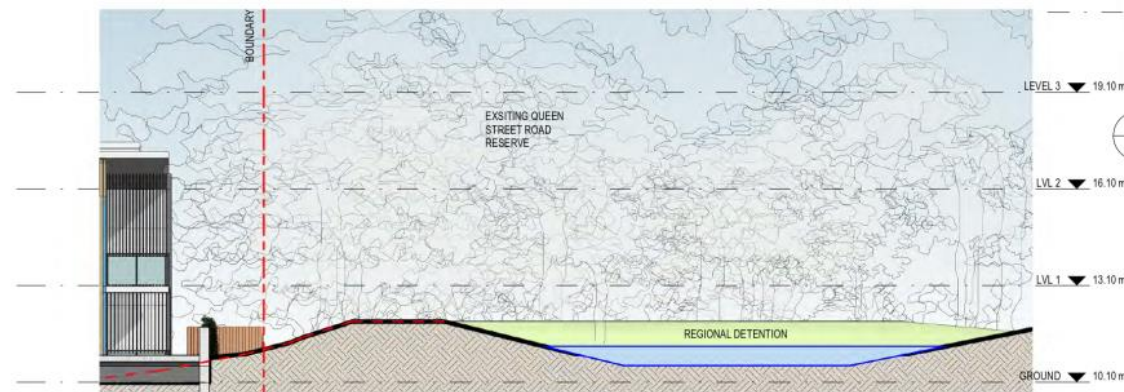 BOUNDARY
LEVEL 3 19.10 m
EXSITING QUEEN
STREET ROAD
RESERVE
LVL 2 16.10 m
LVL 1 13.10 m
REGIONAL DETENTION
GROUND 10.10 m